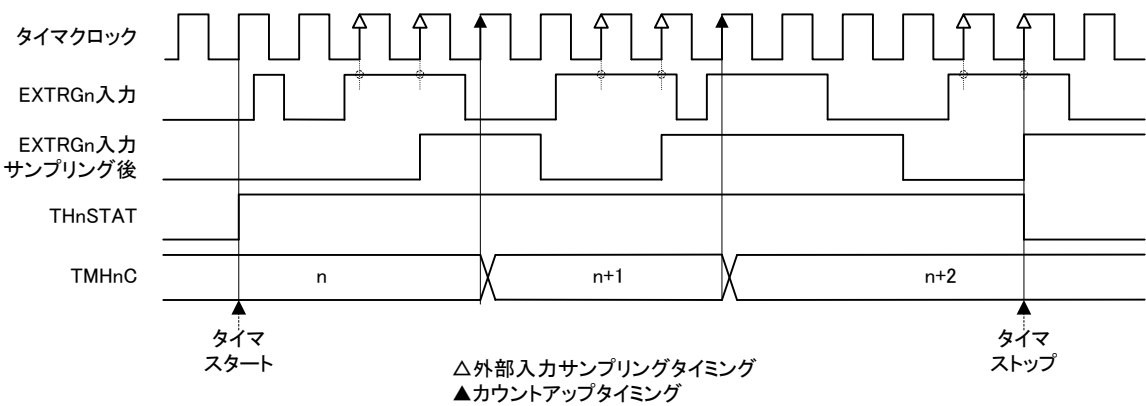 タイマクロック
EXTRGn入力
EXTRGn入力
サンプリング後
THnSTAT
TMHnC
n
n+1
n+2
タイマ
スタート
タイマ
ストップ
△外部入力サンプリングタイミング
▲カウントアップタイミング